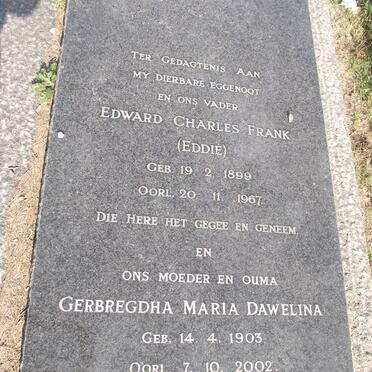 TER GEDAGTENIS AAN
MY DIERBARE EGGENOOT
EN ONS VADER
EDWARD CHARLES FRANK
(EDDIE)
GEB. 19. 2. 1899
OORL. 20. 11. 1967.
DIE HERE HET GEGEE EN GENEEM
EN
ONS MOEDER EN OUMA
GERBREGDHA MARIA DAWELINA
GEB. 14. 4. 1903
OORL. 7. 10. 2002.